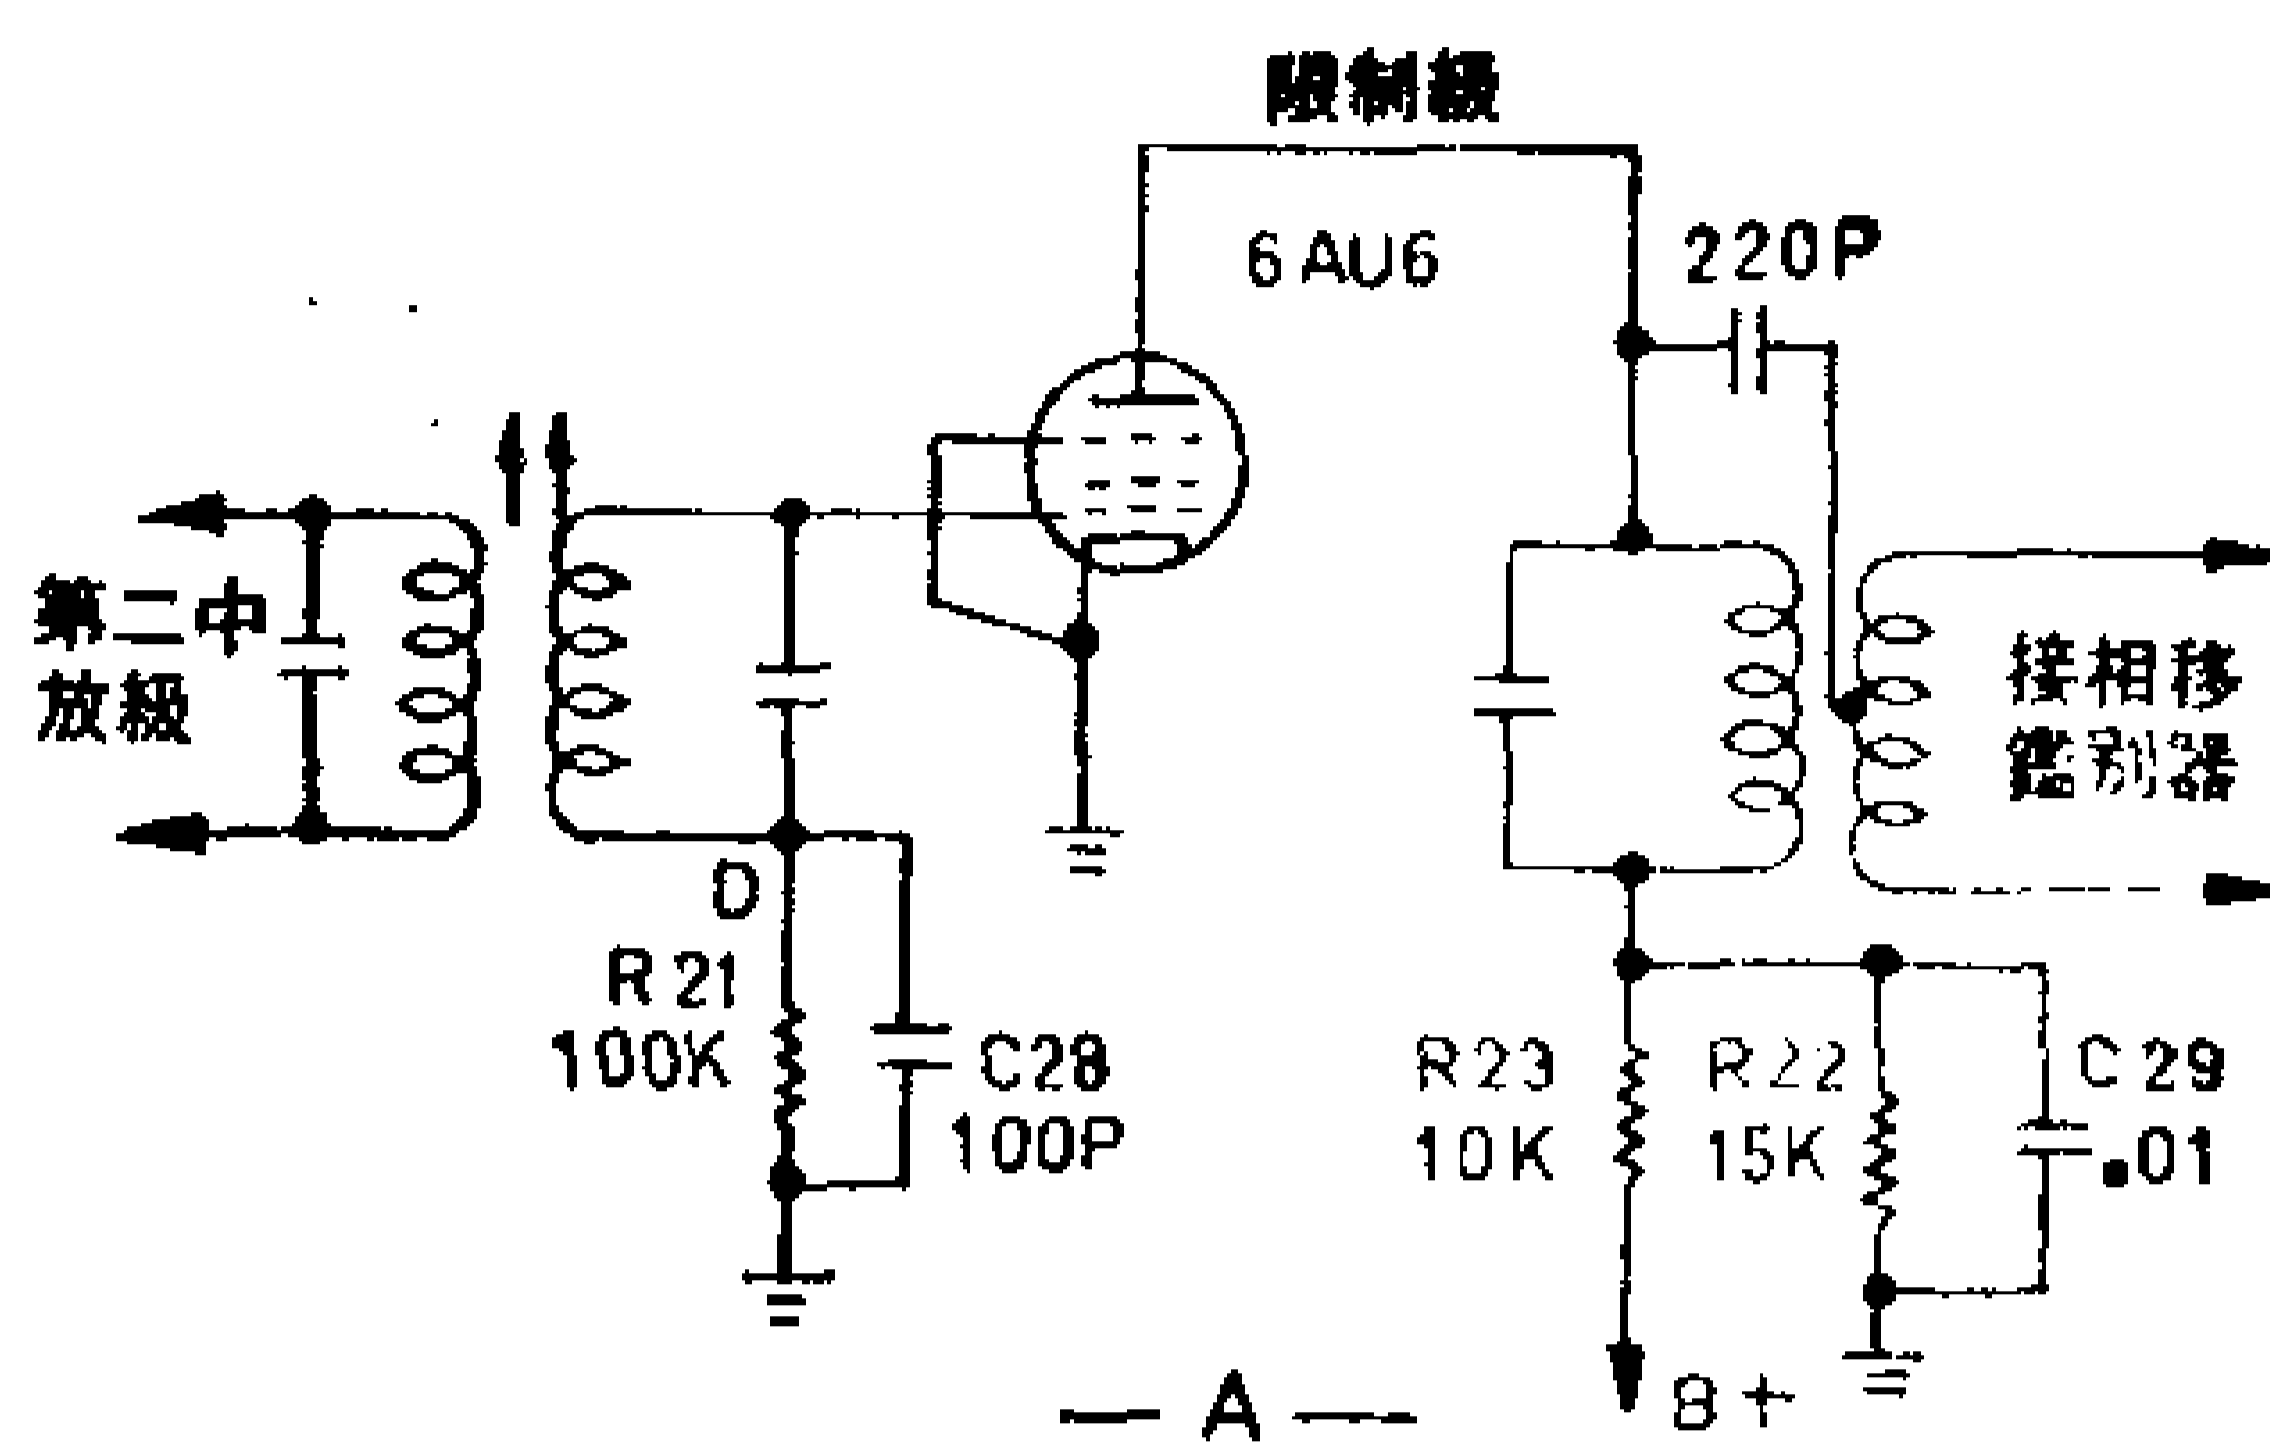 限制級
6AU6
220P
第二中
放級
接相移
鑑別器
D
R21
100K
C28
100P
R23
10K
R22
15K
C29
.01
B+
— A —